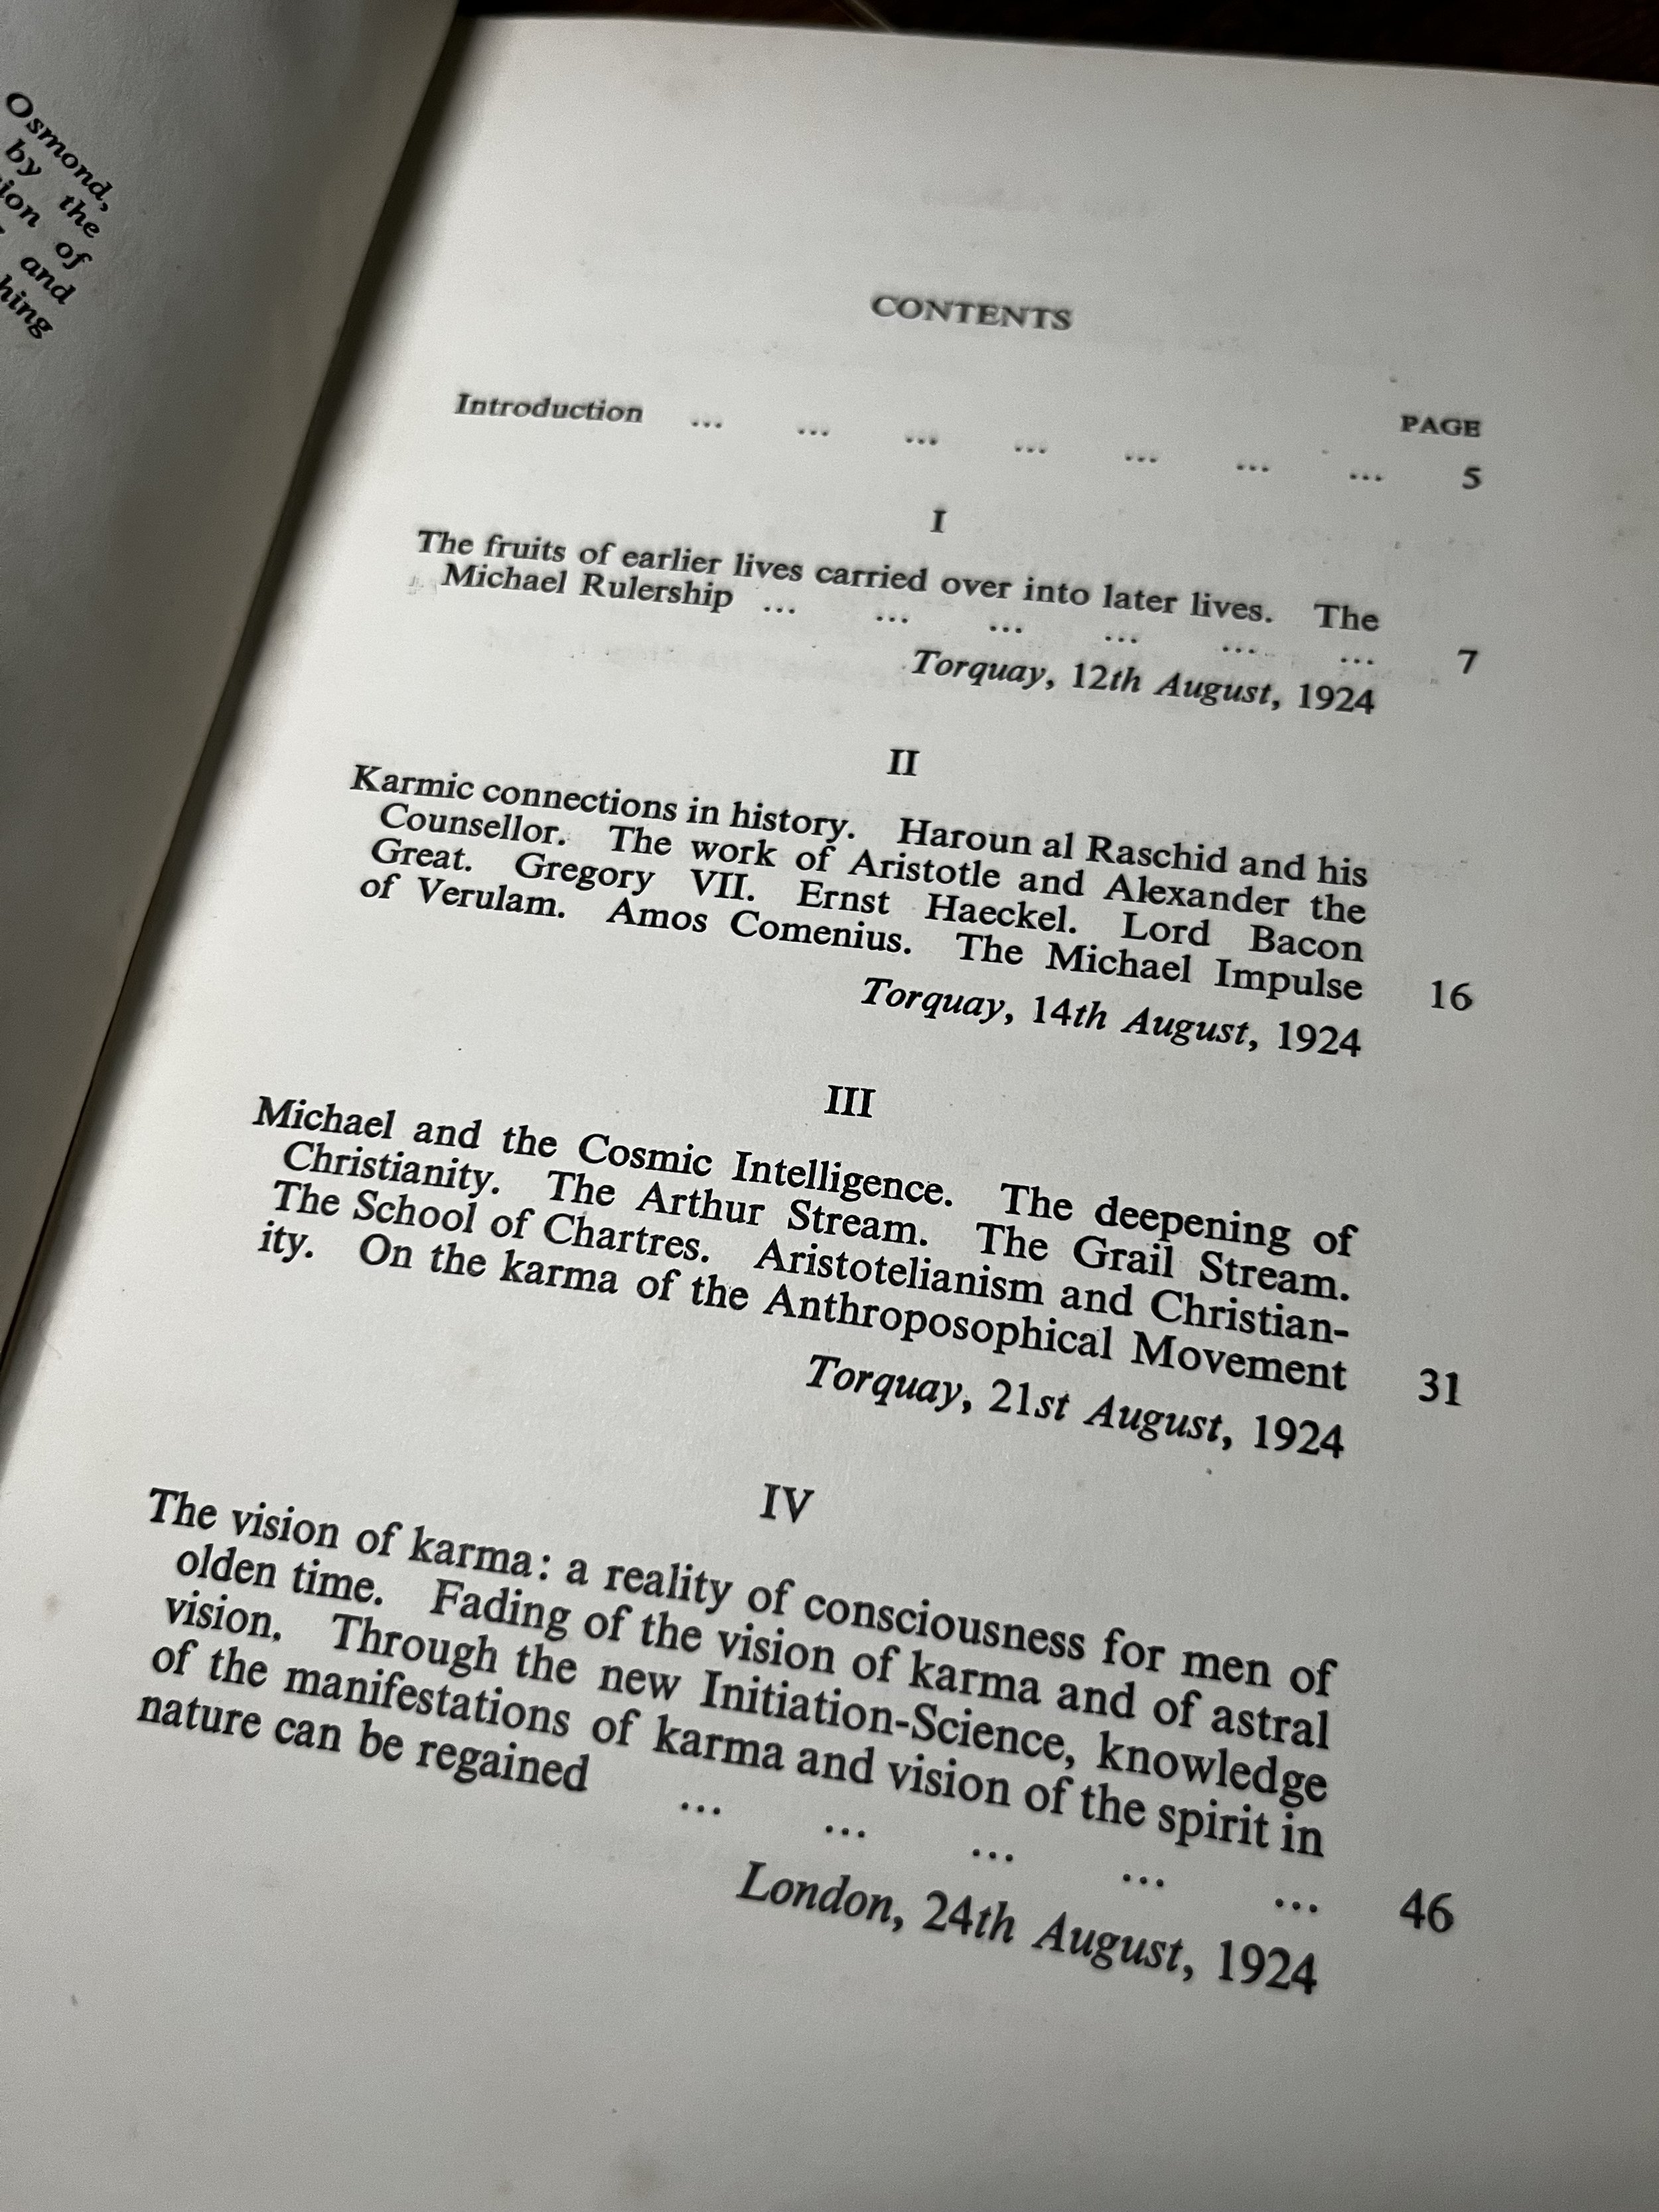 Osmond,
by the
ion of
and
hing
CONTENTS
PAGE
Introduction ... ... ... ... ... ... ... 5
I
The fruits of earlier lives carried over into later lives. The
Michael Rulership ... ... ... ... ... ... 7
Torquay, 12th August, 1924
II
Karmic connections in history. Haroun al Raschid and his
Counsellor. The work of Aristotle and Alexander the
Great. Gregory VII. Ernst Haeckel. Lord Bacon
of Verulam. Amos Comenius. The Michael Impulse 16
Torquay, 14th August, 1924
III
Michael and the Cosmic Intelligence. The deepening of
Christianity. The Arthur Stream. The Grail Stream.
The School of Chartres. Aristotelianism and Christian-
ity. On the karma of the Anthroposophical Movement 31
Torquay, 21st August, 1924
IV
The vision of karma: a reality of consciousness for men of
olden time. Fading of the vision of karma and of astral
vision. Through the new Initiation-Science, knowledge
of the manifestations of karma and vision of the spirit in
nature can be regained ... ... ... ... ... 46
London, 24th August, 1924